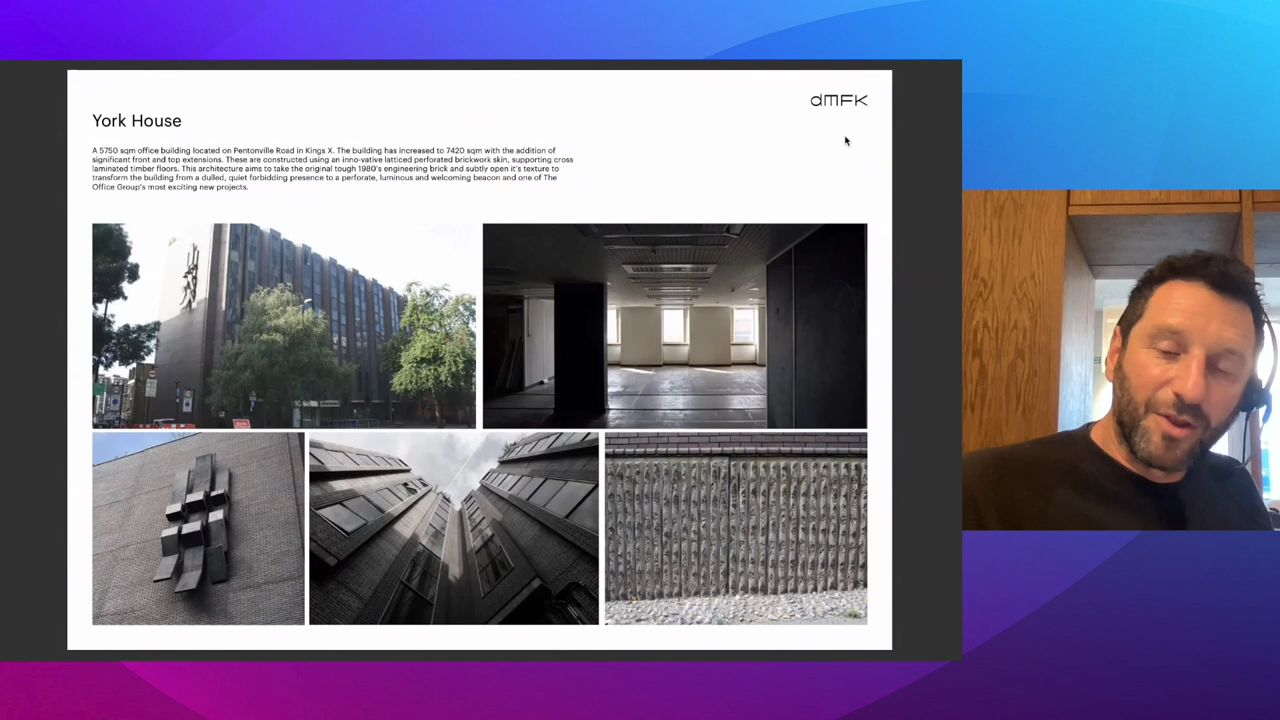 dMFK
York House
A 5750 sqm office building located on Pentonville Road in Kings X. The building has increased to 7420 sqm with the addition of
significant front and top extensions. These are constructed using an inno-vative latticed perforated brickwork skin, supporting cross
laminated timber floors. This architecture aims to take the original tough 1980's engineering brick and subtly open it's texture to
transform the building from a dulled, quiet forbidding presence to a perforate, luminous and welcoming beacon and one of The
Office Group's most exciting new projects.